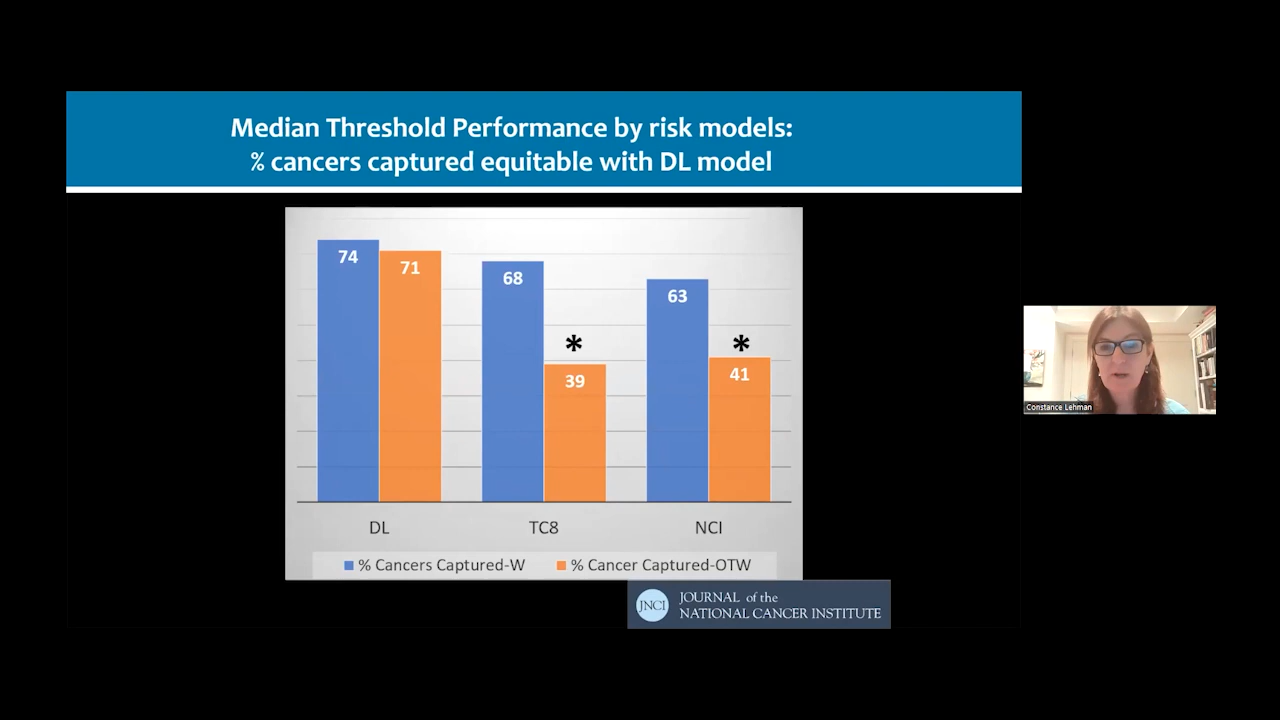 Median Threshold Performance by risk models:
% cancers captured equitable with DL model
74
71
68
39
63
41
*
*
DL
TC8
NCI
% Cancers Captured-W
% Cancer Captured-OTW
JNCI
JOURNAL of the
NATIONAL CANCER INSTITUTE
Constance Lehman